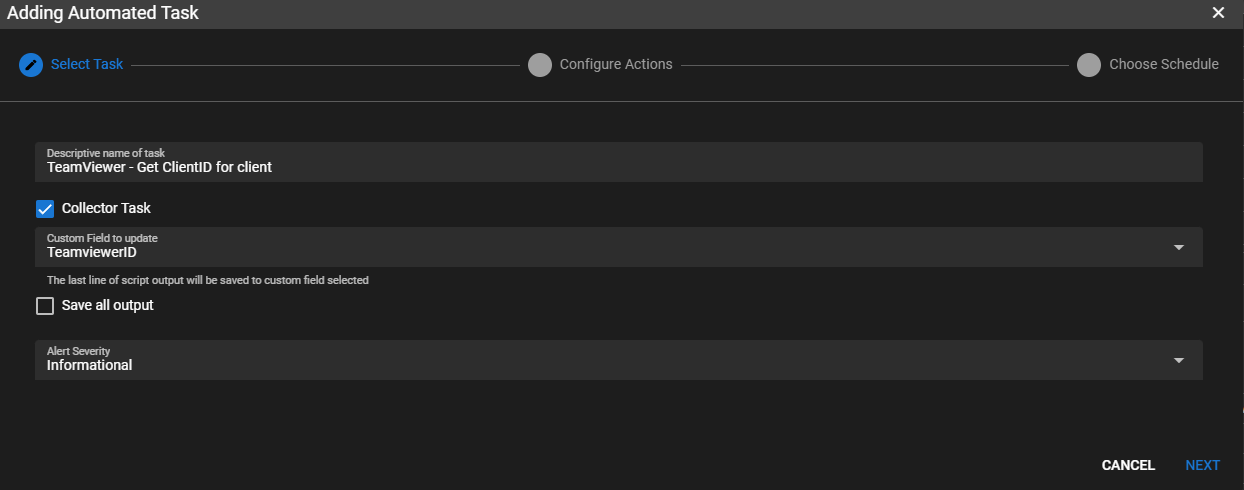 Adding Automated Task
Select Task
Configure Actions
Choose Schedule
Descriptive name of task
TeamViewer - Get ClientID for client
Collector Task
Custom Field to update
TeamviewerID
The last line of script output will be saved to custom field selected
Save all output
Alert Severity
Informational
CANCEL NEXT